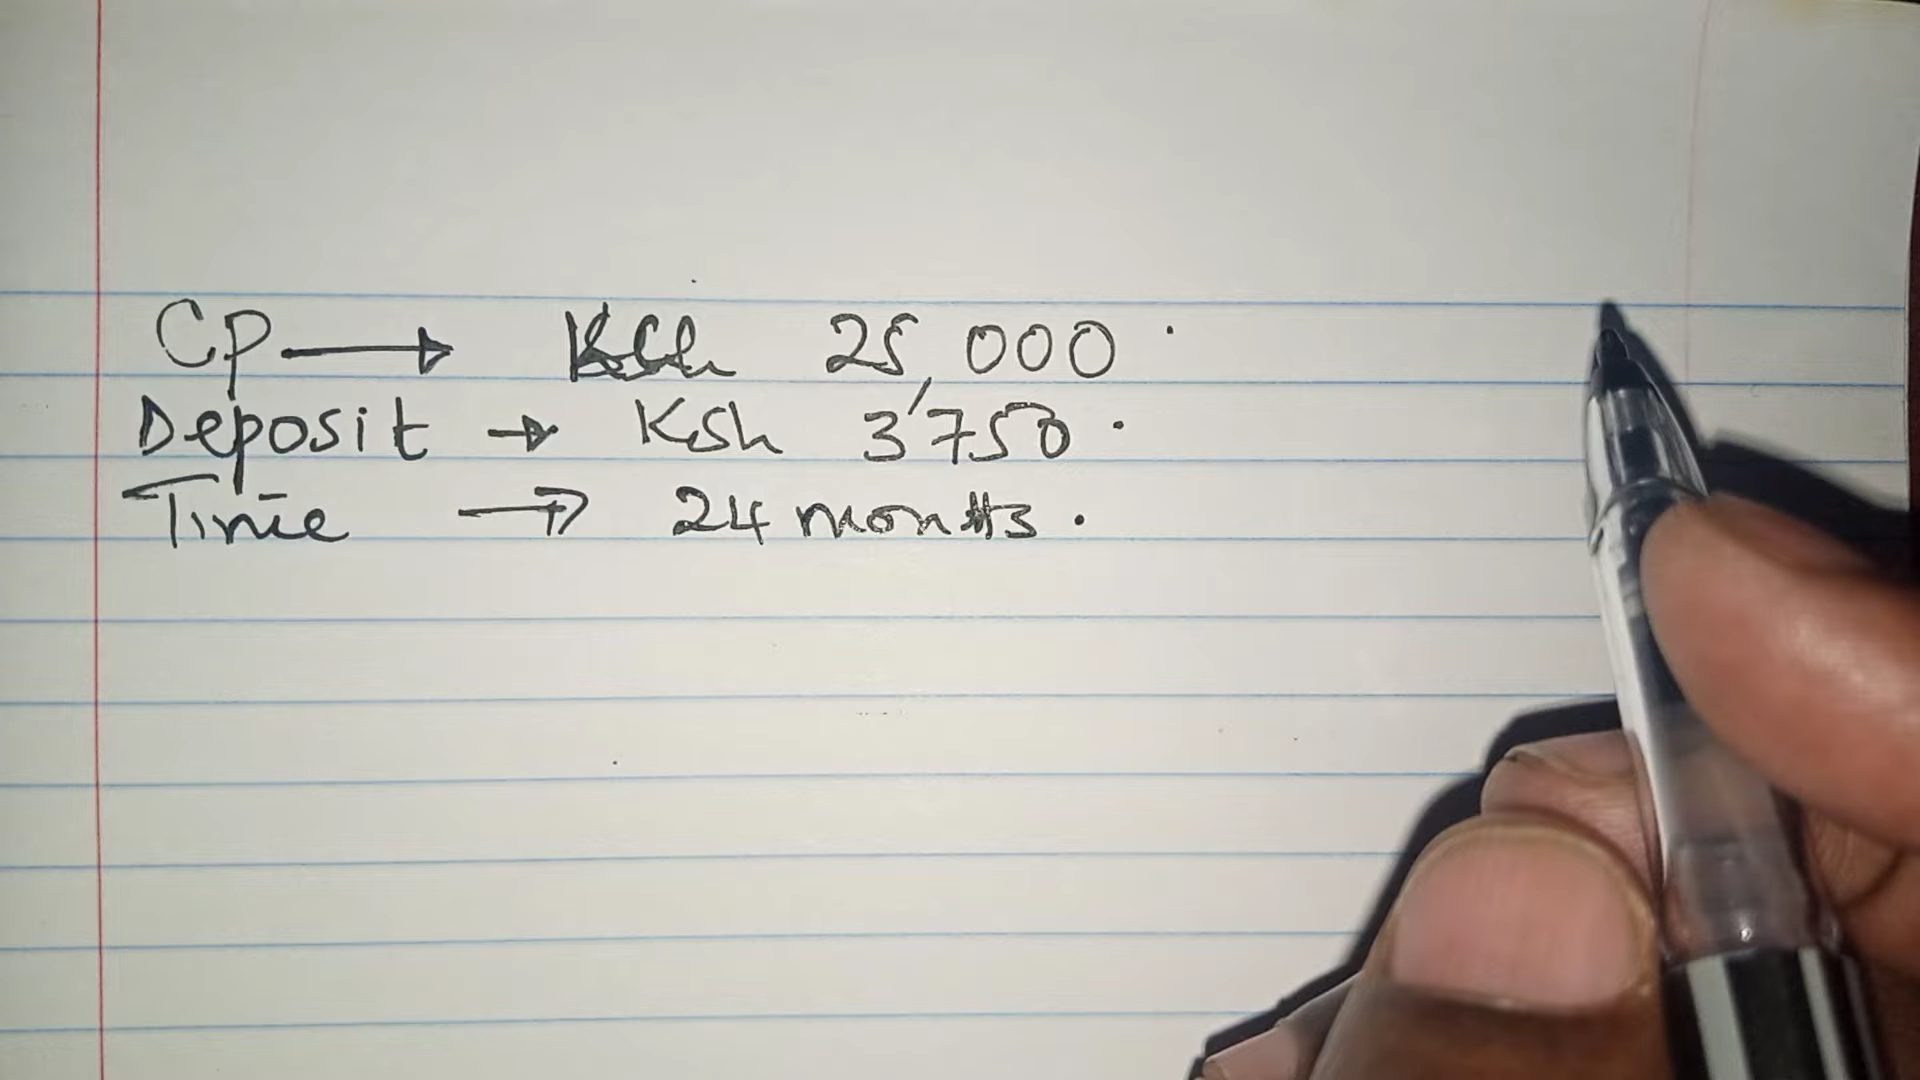 CP → Ksh 25,000.
Deposit → Ksh 3'750.
Time → 24 months.